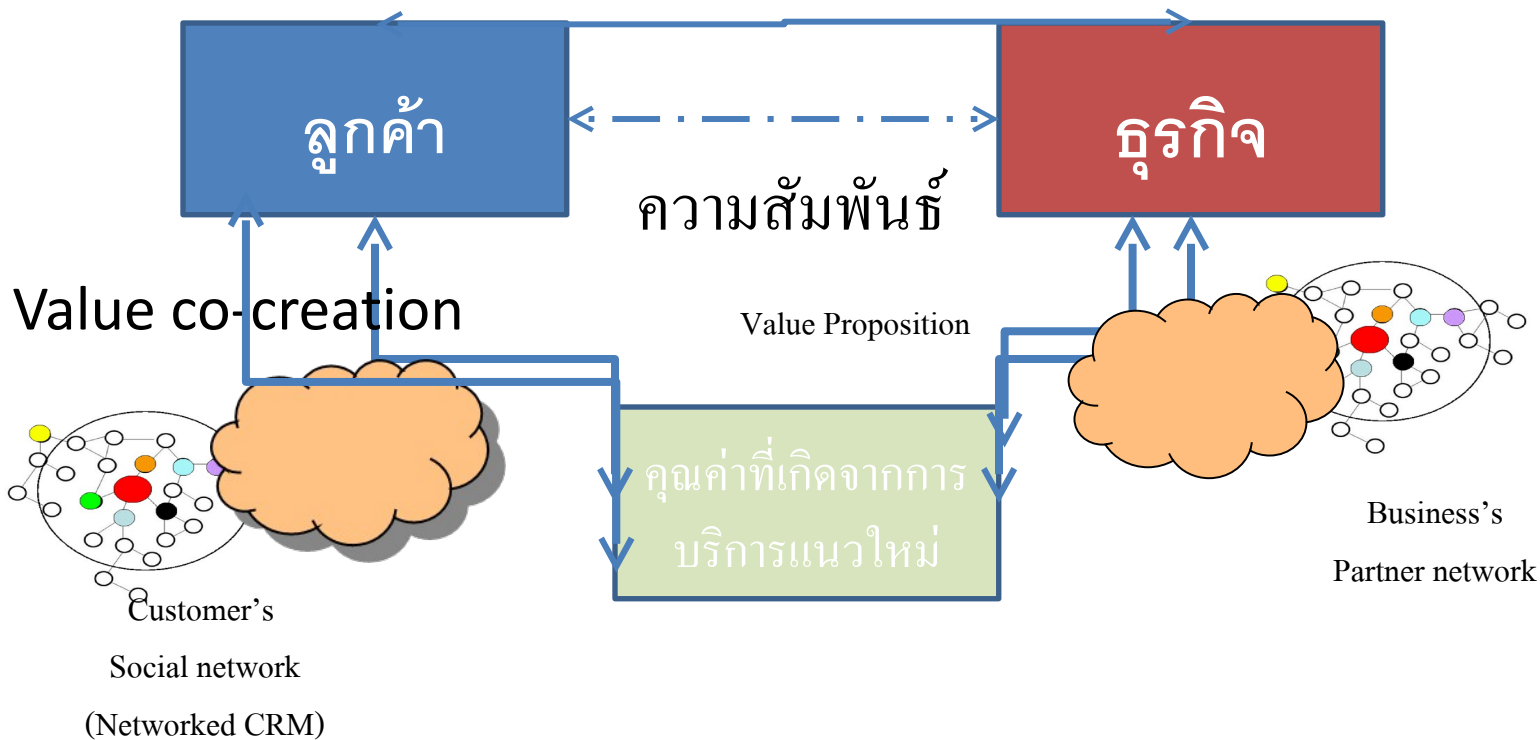 ลูกค้า
ธุรกิจ
ความสัมพันธ์
Value co-creation
Value Proposition
คุณค่าที่เกิดจากการ
บริการแนวใหม่
Business's
Partner network
Customer's
Social network
(Networked CRM)